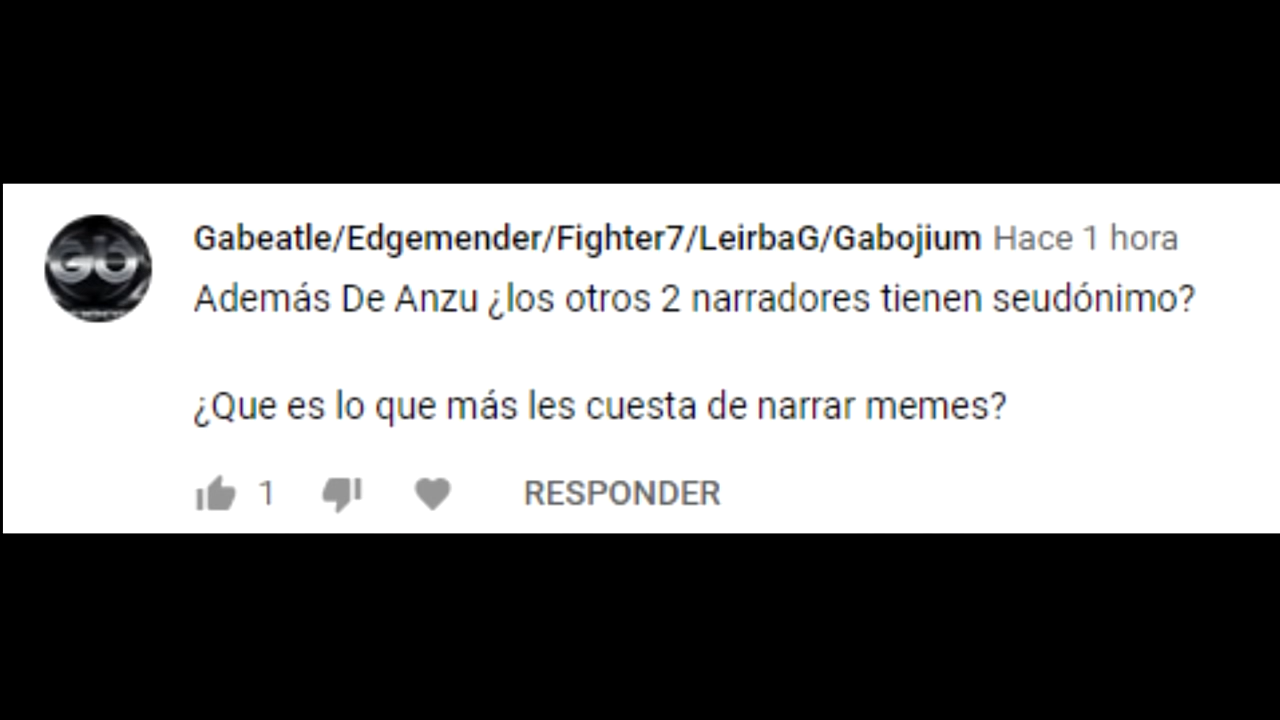 Gb
Gabeatle/Edgemender/Fighter7/LeirbaG/Gabojium Hace 1 hora
Además De Anzu ¿los otros 2 narradores tienen seudónimo?
¿Que es lo que más les cuesta de narrar memes?
1 RESPONDER